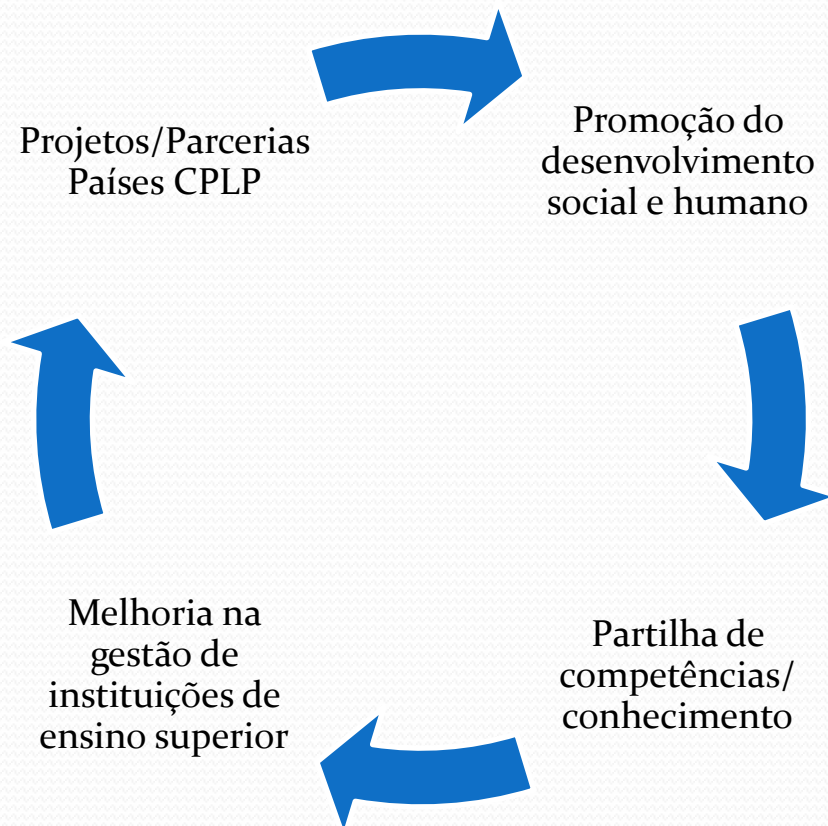 Projetos/Parcerias
Países CPLP
Promoção do
desenvolvimento
social e humano
Partilha de
competências/
conhecimento
Melhoria na
gestão de
instituições de
ensino superior